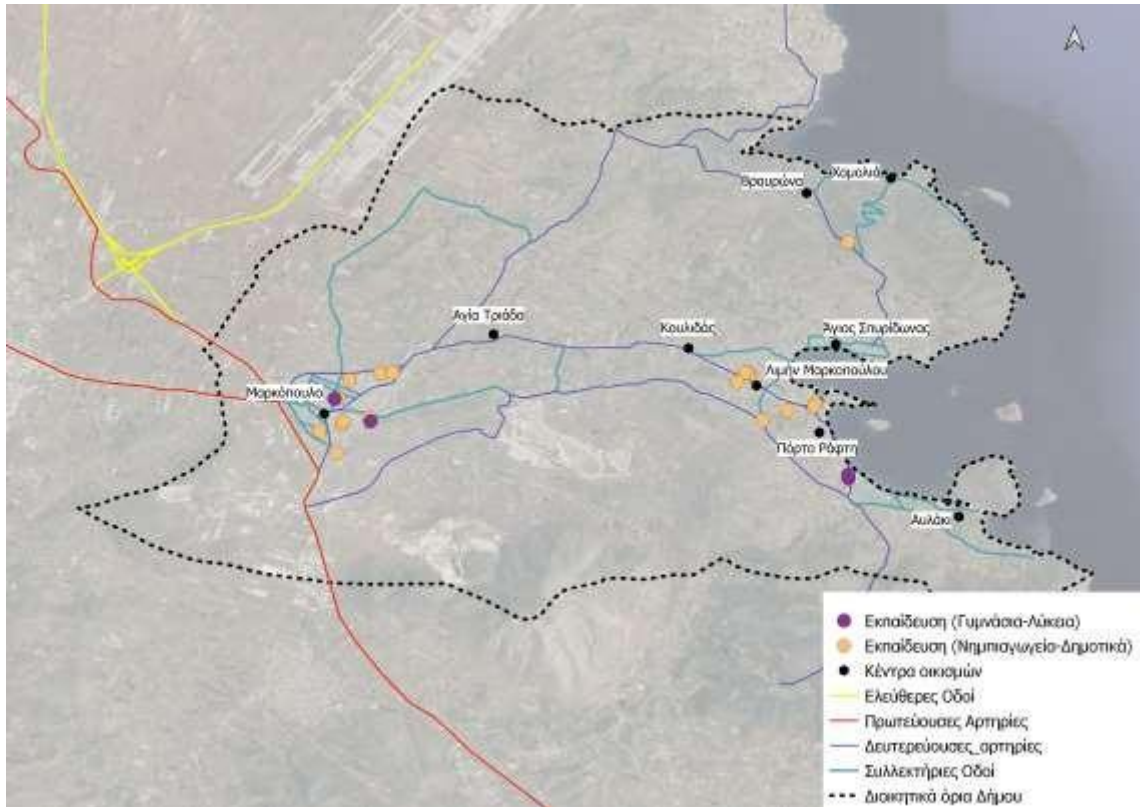 Βραυρώνα
Χαμολιά
Αγία Τριάδα
Κουλιδάς
Άγιος Σπυρίδωνας
Λιμήν Μαρκοπούλου
Μαρκόπουλο
Πόρτο Ράφτη
Αυλάκι
Εκπαίδευση (Γυμνάσια-Λύκεια)
Εκπαίδευση (Νηπιαγωγεία-Δημοτικά)
Κέντρα οικισμών
Ελεύθερες Οδοί
Πρωτεύουσες Αρτηρίες
Δευτερεύουσες_αρτηρίες
Συλλεκτήριες Οδοί
Διοικητικά όρια Δήμου